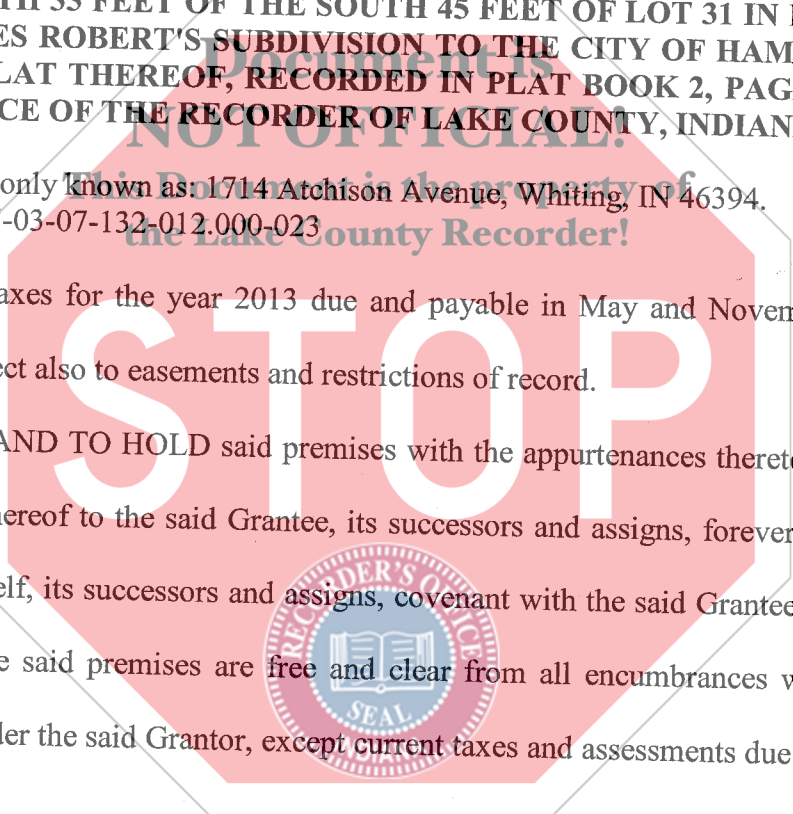 TH 35 FEET OF THE SOUTH 45 FEET OF LOT 31 IN
ES ROBERT'S SUBDIVISION TO THE CITY OF HAM
LAT THEREOF, RECORDED IN PLAT BOOK 2, PAG
CE OF THE RECORDER OF LAKE COUNTY, INDIAN
Document is
NOT OFFICIAL!
This Document is the property of
the Lake County Recorder!
only known as: 1714 Atchison Avenue, Whiting, IN 46394.
-03-07-132-012.000-023
axes for the year 2013 due and payable in May and Novem
ect also to easements and restrictions of record.
STOP
AND TO HOLD said premises with the appurtenances theret
hereof to the said Grantee, its successors and assigns, forever
elf, its successors and assigns, covenant with the said Grantee
e said premises are free and clear from all encumbrances w
der the said Grantor, except current taxes and assessments due
RECORDER'S OFFICE
SEAL
INDIANA